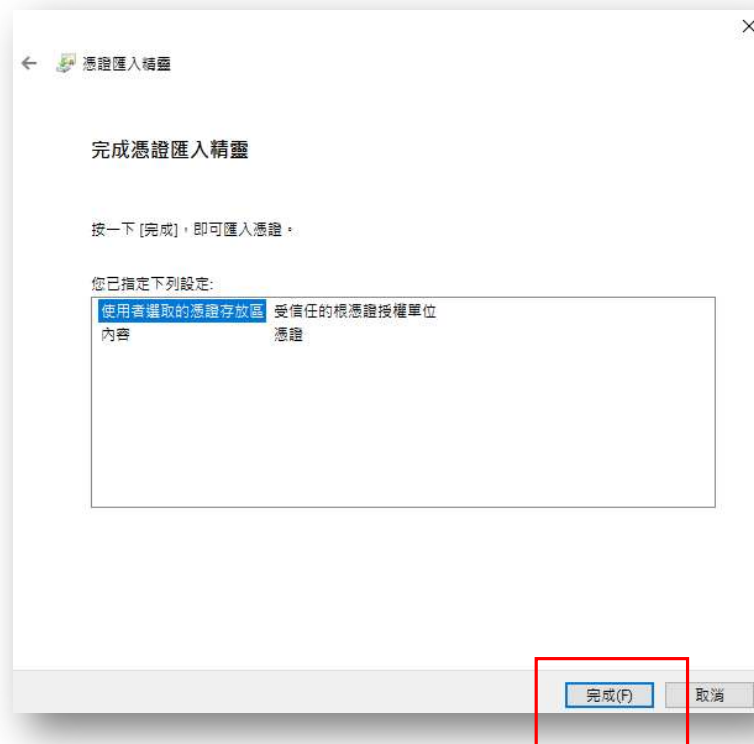 憑證匯入精靈
完成憑證匯入精靈
按一下 [完成]，即可匯入憑證。
您已指定下列設定:
使用者選取的憑證存放區 受信任的根憑證授權單位
內容 憑證
完成(F) 取消